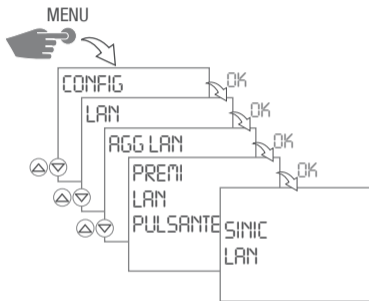 MENU
CONFIG
OK
LAN
OK
AGG LAN
OK
PREMI
LAN
PULSANTE
OK
SINIC
LAN